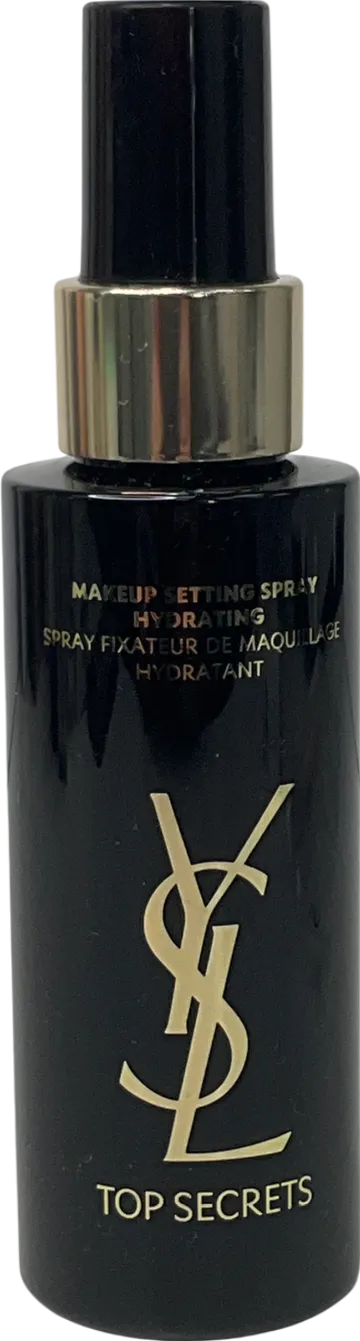 MAKEUP SETTING SPRAY
HYDRATING
SPRAY FIXATEUR DE MAQUILLAGE
HYDRATANT
YSL
TOP SECRETS